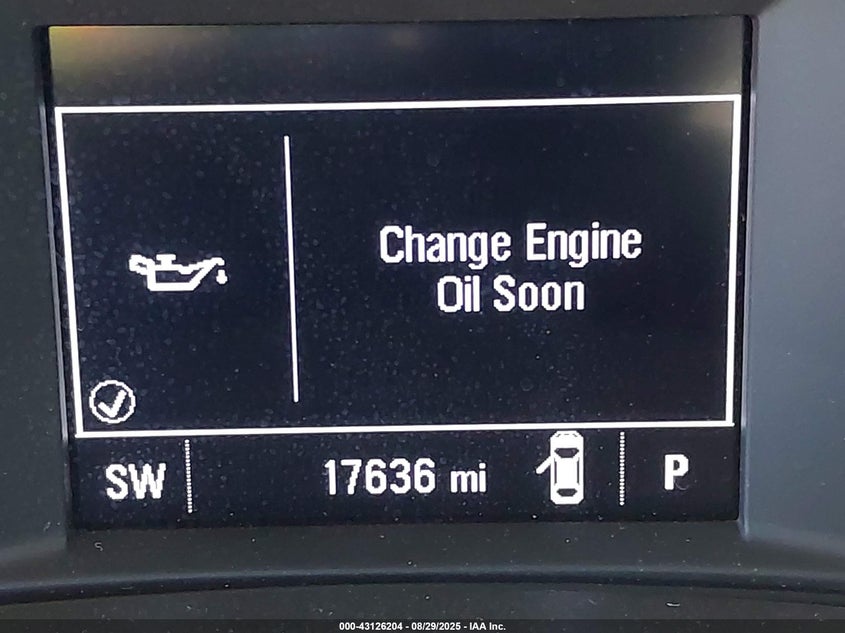 Change Engine
Oil Soon
SW 17636 mi P
000-43126204 - 08/29/2025 - IAA Inc.